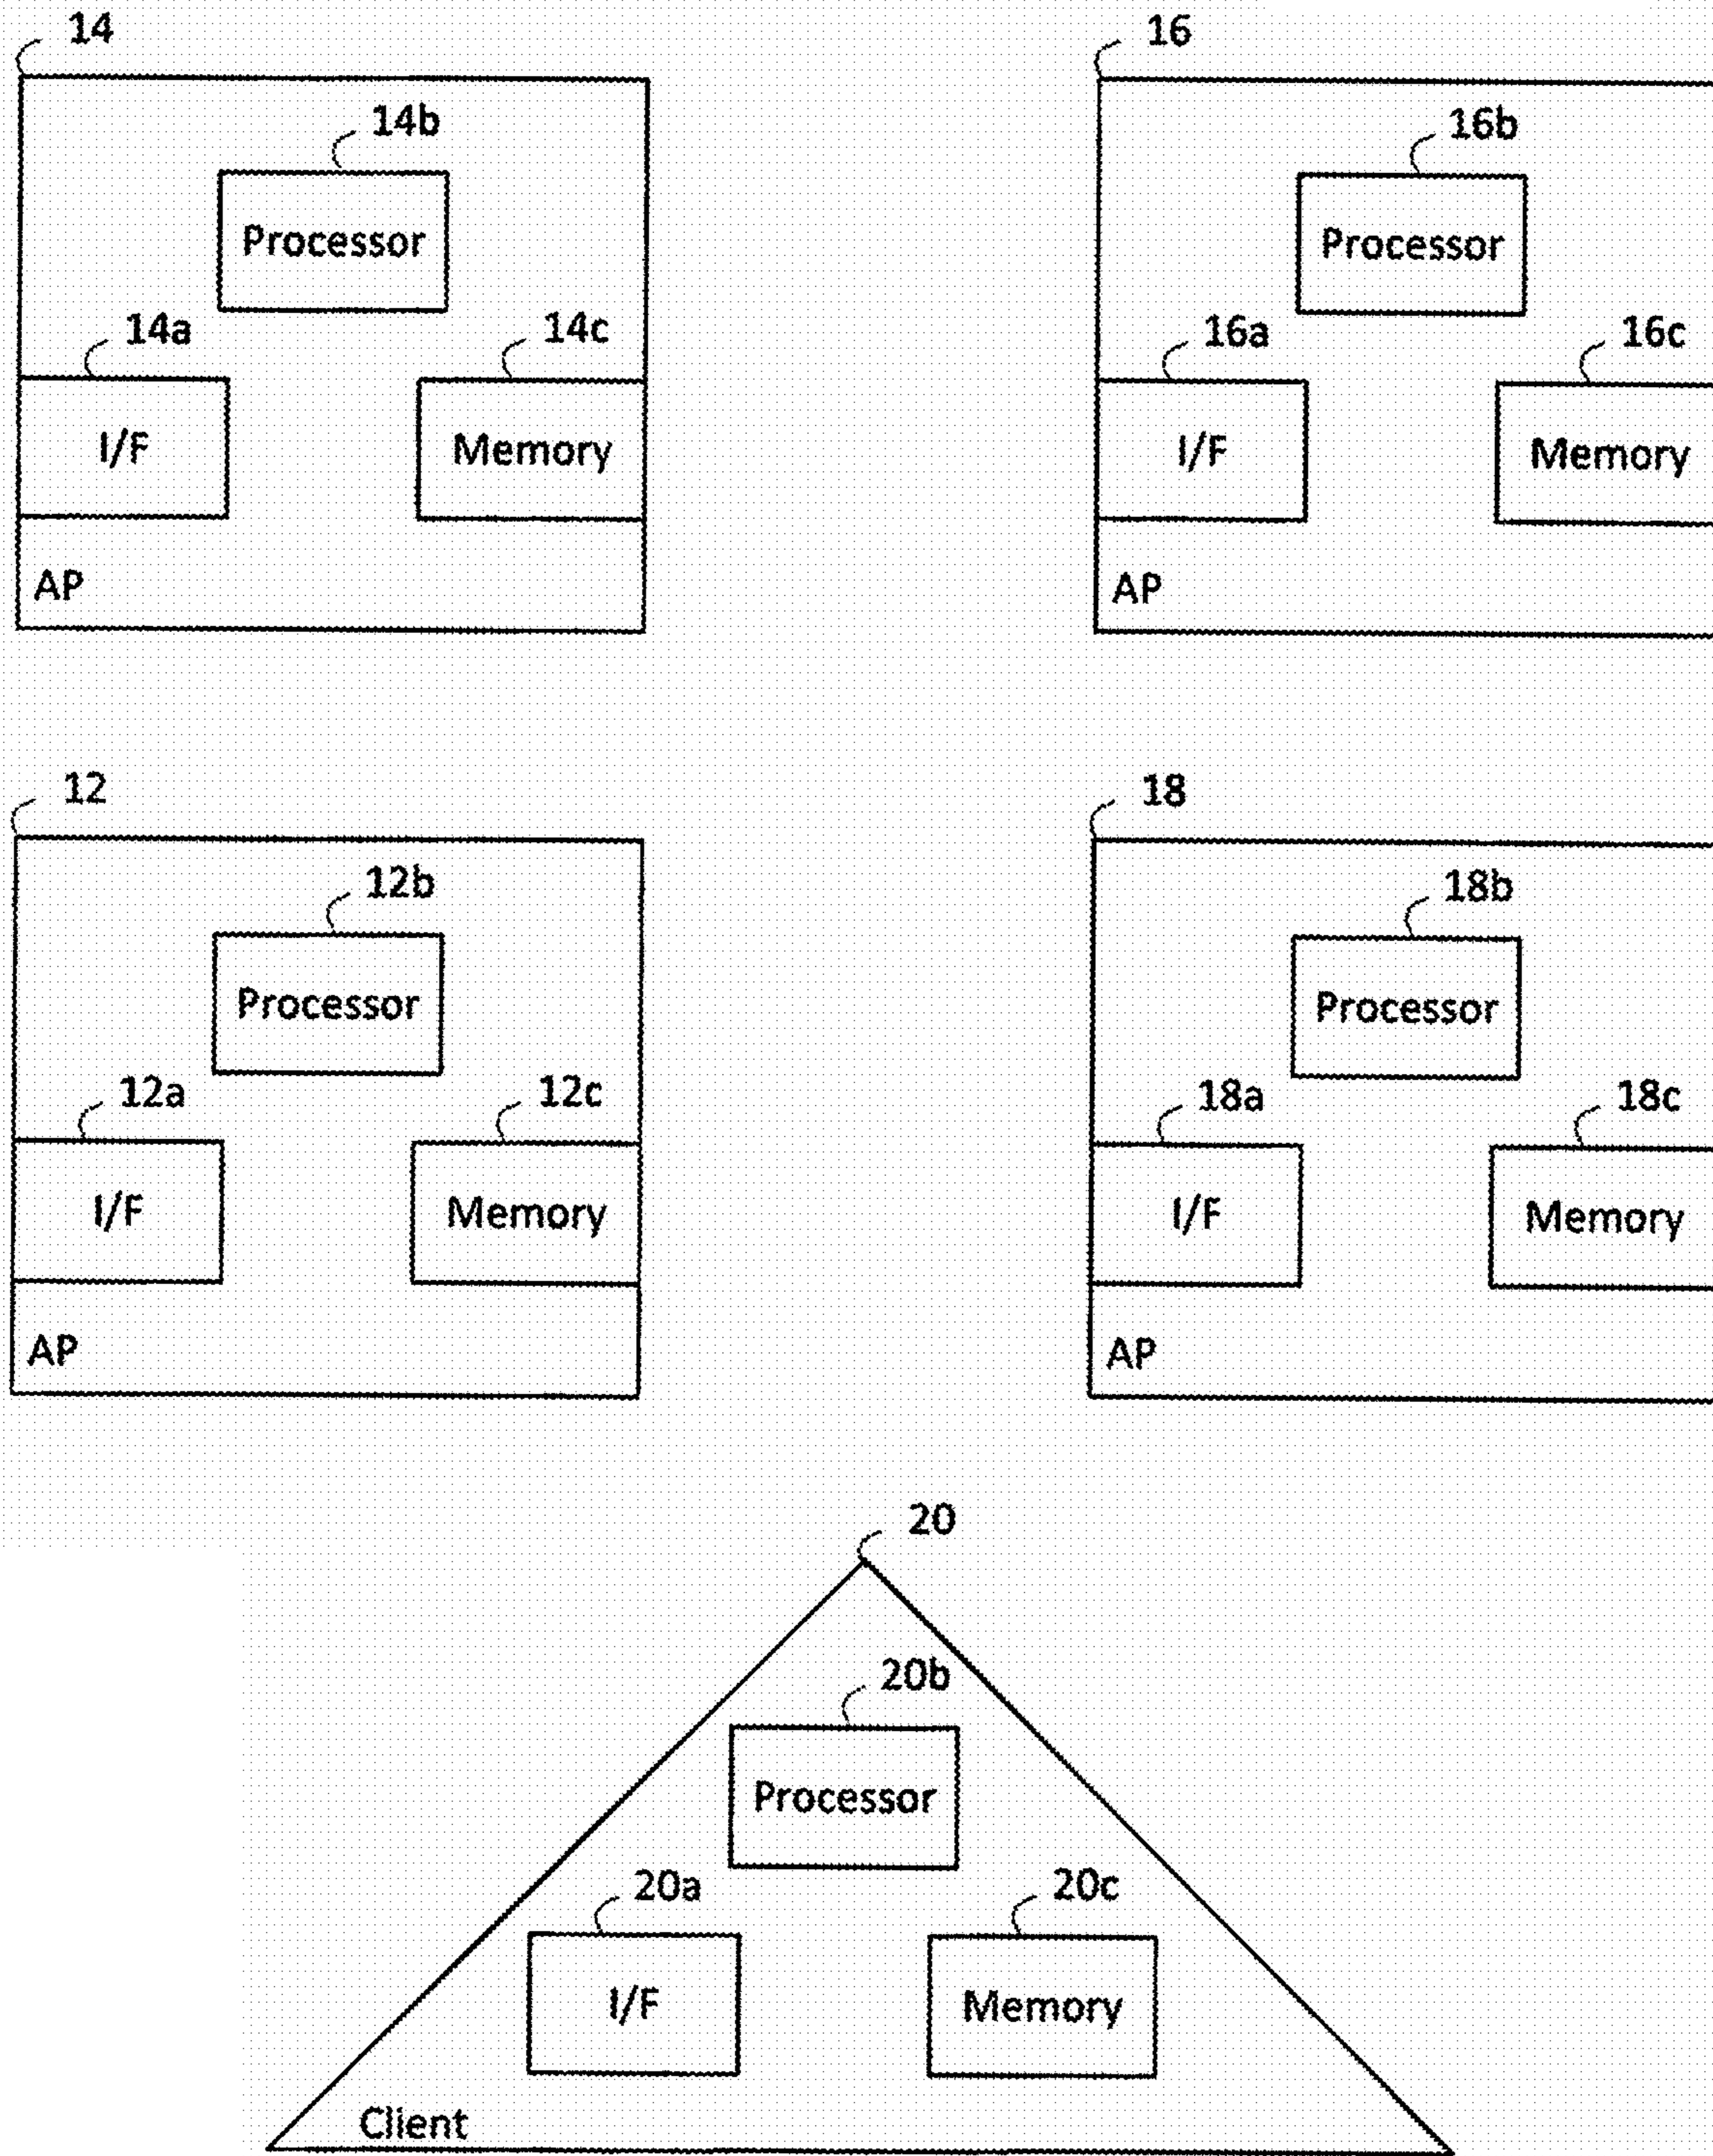 14
14b
Processor
14a
14c
I/F
Memory
AP
16
16b
Processor
16a
16c
I/F
Memory
AP
12
12b
Processor
12a
12c
I/F
Memory
AP
18
18b
Processor
18a
18c
I/F
Memory
AP
20
20b
Processor
20a
20c
I/F
Memory
Client